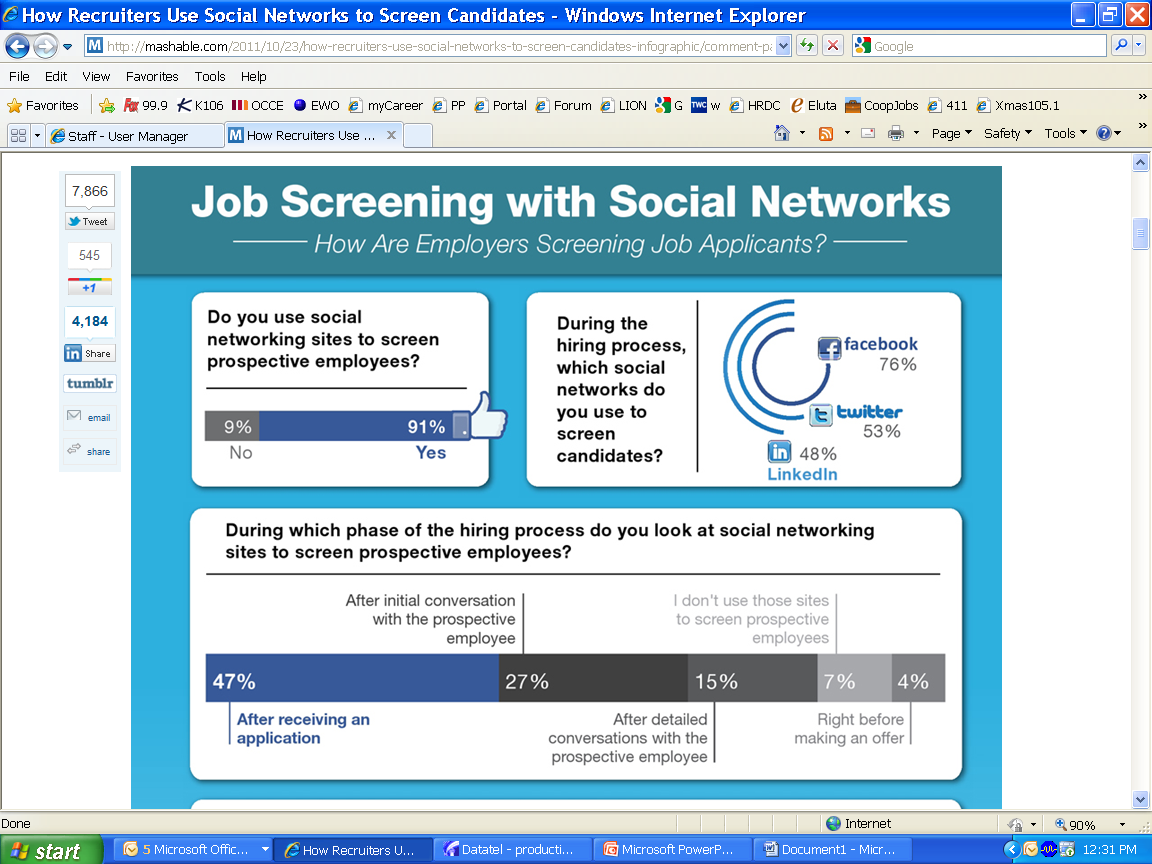 How Recruiters Use Social Networks to Screen Candidates - Windows Internet Explorer
http://mashable.com/2011/10/23/how-recruiters-use-social-networks-to-screen-candidates-infographic/comment-pa
Google
File Edit View Favorites Tools Help
Favorites 99.9 K106 OCCE EWO myCareer PP Portal Forum LION G w HRDC Eluta CoopJobs 411 Xmas105.1
Staff - User Manager
How Recruiters Use ...
Page Safety Tools
7,866
Tweet
545
+1
4,184
Share
tumblr
email
share
Job Screening with Social Networks
How Are Employers Screening Job Applicants?
Do you use social
networking sites to screen
prospective employees?
9% 91%
No Yes
During the
hiring process,
which social
networks do
you use to
screen
candidates?
facebook
76%
twitter
53%
48%
LinkedIn
During which phase of the hiring process do you look at social networking
sites to screen prospective employees?
After initial conversation
with the prospective
employee
I don't use those sites
to screen prospective
employees
47% 27% 15% 7% 4%
After receiving an
application
After detailed
conversations with the
prospective employee
Right before
making an offer
Done
Internet
90%
start
5 Microsoft Offic...
How Recruiters U...
Datatel - producti...
Microsoft PowerP...
Document1 - Micr...
12:31 PM